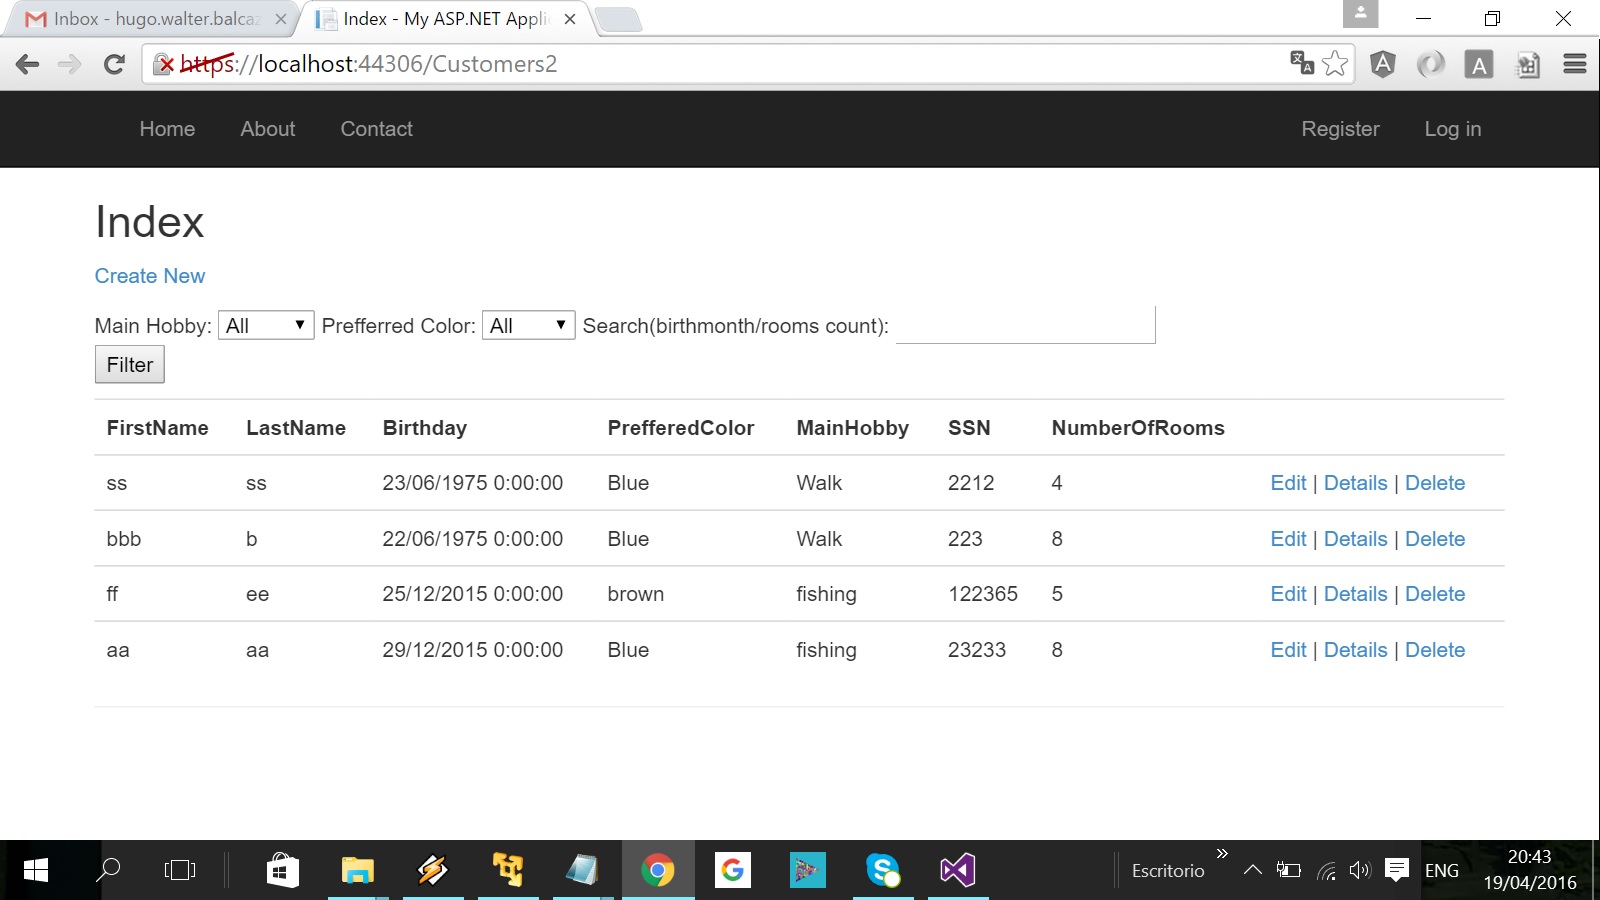 Inbox - hugo.walter.balcaz
Index - My ASP.NET Appli
https://localhost:44306/Customers2
Home About Contact Register Log in
Index
Create New
Main Hobby: All Prefferred Color: All Search(birthmonth/rooms count):
Filter
FirstName LastName Birthday PrefferedColor MainHobby SSN NumberOfRooms
ss ss 23/06/1975 0:00:00 Blue Walk 2212 4 Edit | Details | Delete
bbb b 22/06/1975 0:00:00 Blue Walk 223 8 Edit | Details | Delete
ff ee 25/12/2015 0:00:00 brown fishing 122365 5 Edit | Details | Delete
aa aa 29/12/2015 0:00:00 Blue fishing 23233 8 Edit | Details | Delete
Escritorio ENG 20:43
19/04/2016